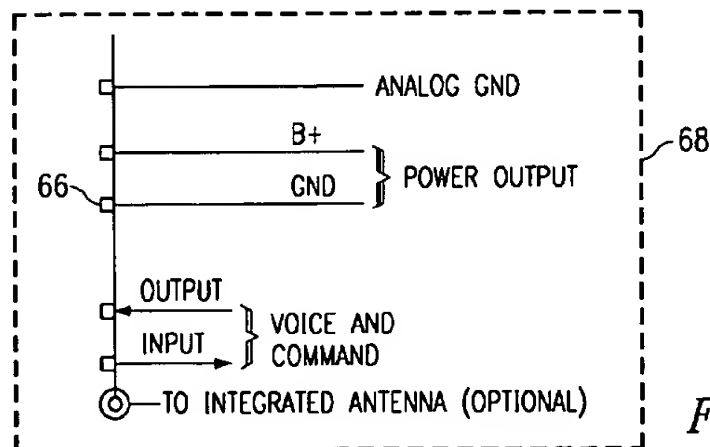 ANALOG GND
B+
68
POWER OUTPUT
66
GND
OUTPUT
VOICE AND
COMMAND
INPUT
TO INTEGRATED ANTENNA (OPTIONAL)
F